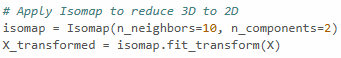 # Apply Isomap to reduce 3D to 2D
isomap = Isomap(n_neighbors=10, n_components=2)
X_transformed = isomap.fit_transform(X)